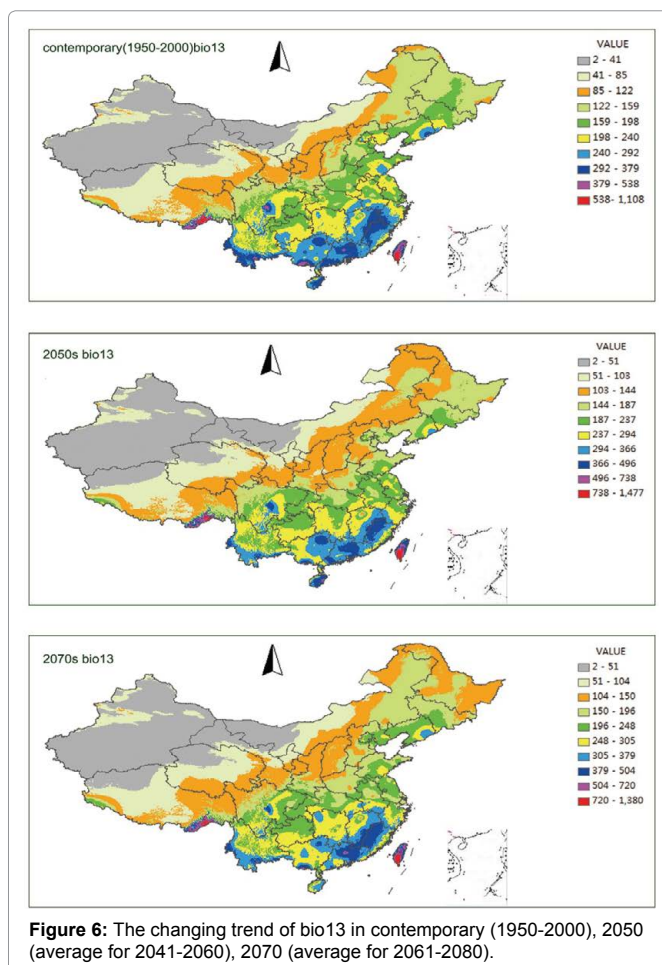 contemporary(1950-2000)bio13
VALUE
2 - 41
41 - 85
85 - 122
122 - 159
159 - 198
198 - 240
240 - 292
292 - 379
379 - 538
538- 1,108
2050s bio13
VALUE
2 - 51
51 - 103
103 - 144
144 - 187
187 - 237
237 - 294
294 - 366
366 - 496
496 - 738
738 - 1,477
2070s bio13
VALUE
2 - 51
51 - 104
104 - 150
150 - 196
196 - 248
248 - 305
305 - 379
379 - 504
504 - 720
720 - 1,380
Figure 6: The changing trend of bio13 in contemporary (1950-2000), 2050
(average for 2041-2060), 2070 (average for 2061-2080).